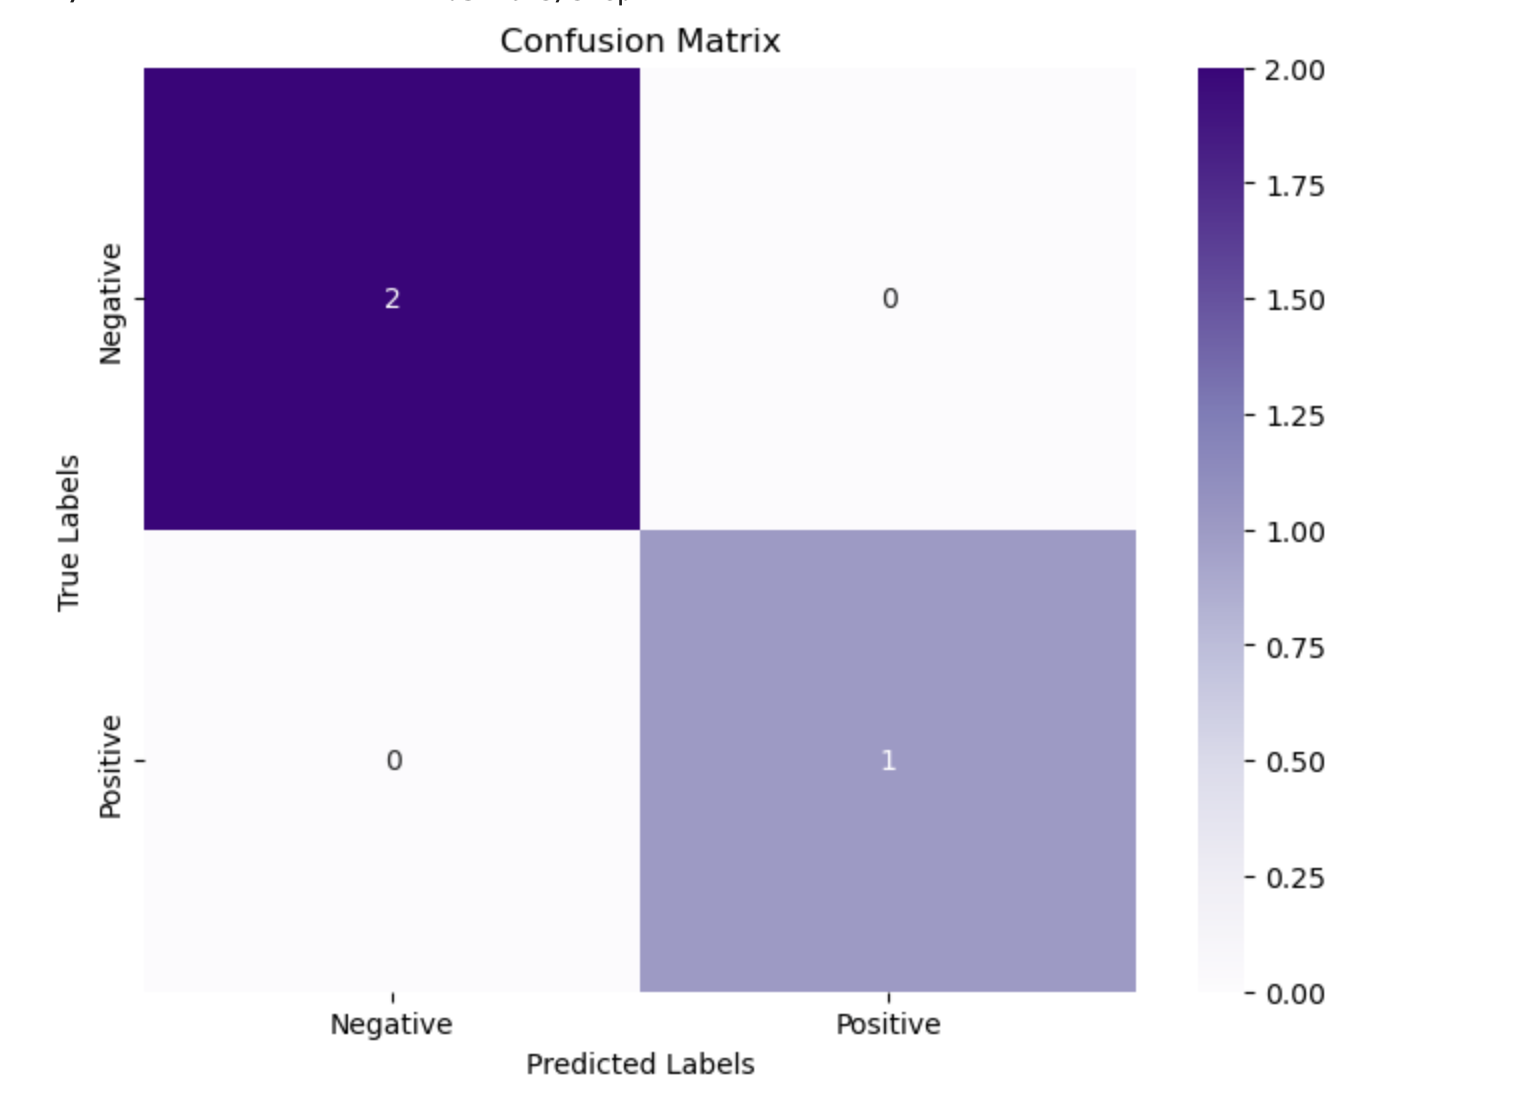 Confusion Matrix
2.00
1.75
1.50
1.25
1.00
0.75
0.50
0.25
0.00
True Labels
Negative
2
0
Positive
0
1
Negative
Positive
Predicted Labels